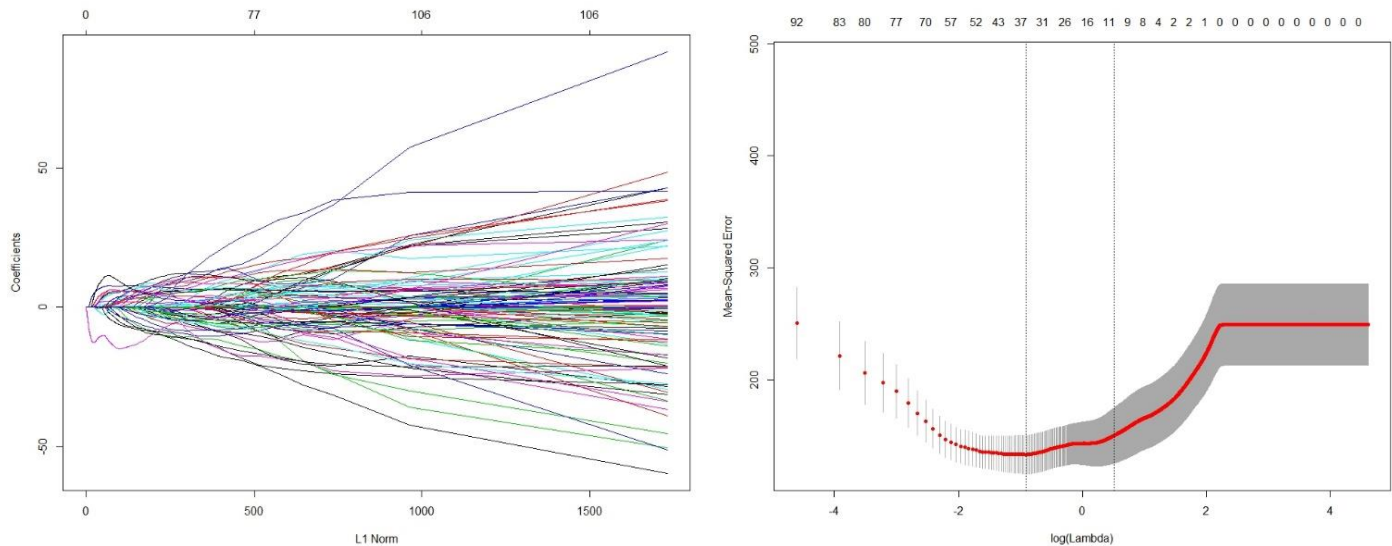 0 77 106 106
50
0
-50
Coefficients
0 500 1000 1500
L1 Norm
92 83 80 77 70 57 52 43 37 31 26 16 11 9 8 4 2 2 1 0 0 0 0 0 0 0 0
500
400
300
200
Mean-Squared Error
-4 -2 0 2 4
log(Lambda)